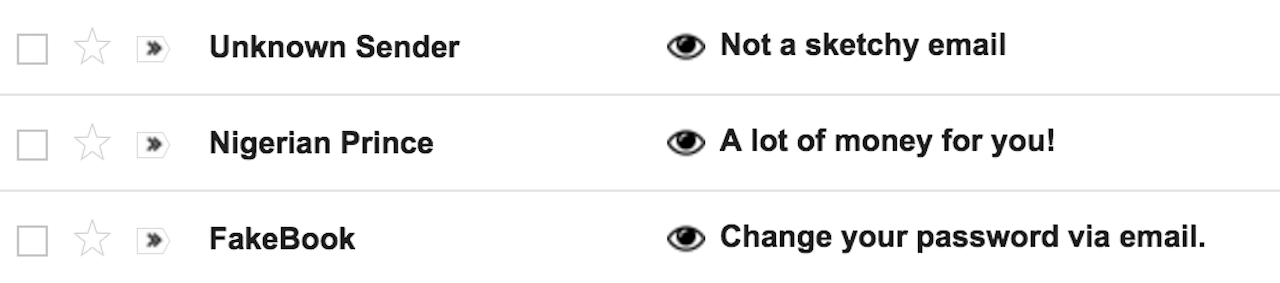 Unknown Sender Not a sketchy email
Nigerian Prince A lot of money for you!
FakeBook Change your password via email.